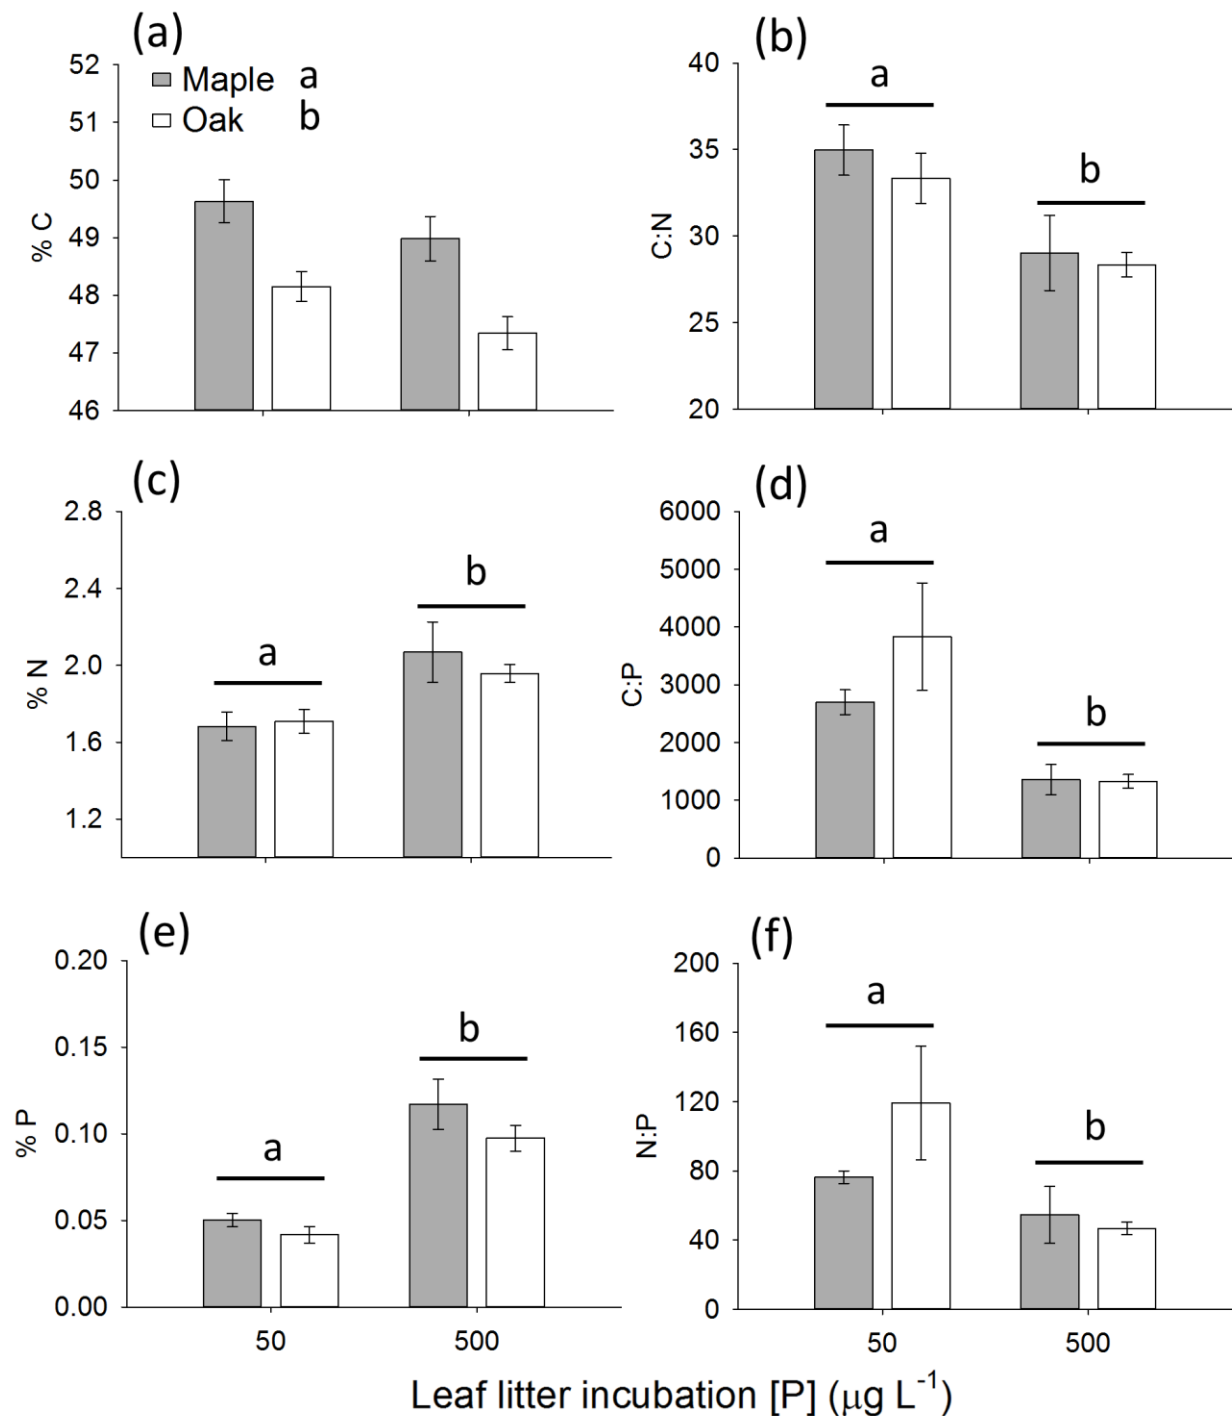 (a)
52
51
50
49
48
47
46
% C
Maple a
Oak b
(b)
40
35
30
25
20
C:N
a
b
(c)
2.8
2.4
2.0
1.6
1.2
% N
a
b
(d)
6000
5000
4000
3000
2000
1000
0
C:P
a
b
(e)
0.20
0.15
0.10
0.05
0.00
% P
a
b
50 500
(f)
200
160
120
80
40
0
N:P
a
b
50 500
Leaf litter incubation [P] (μg L⁻¹)